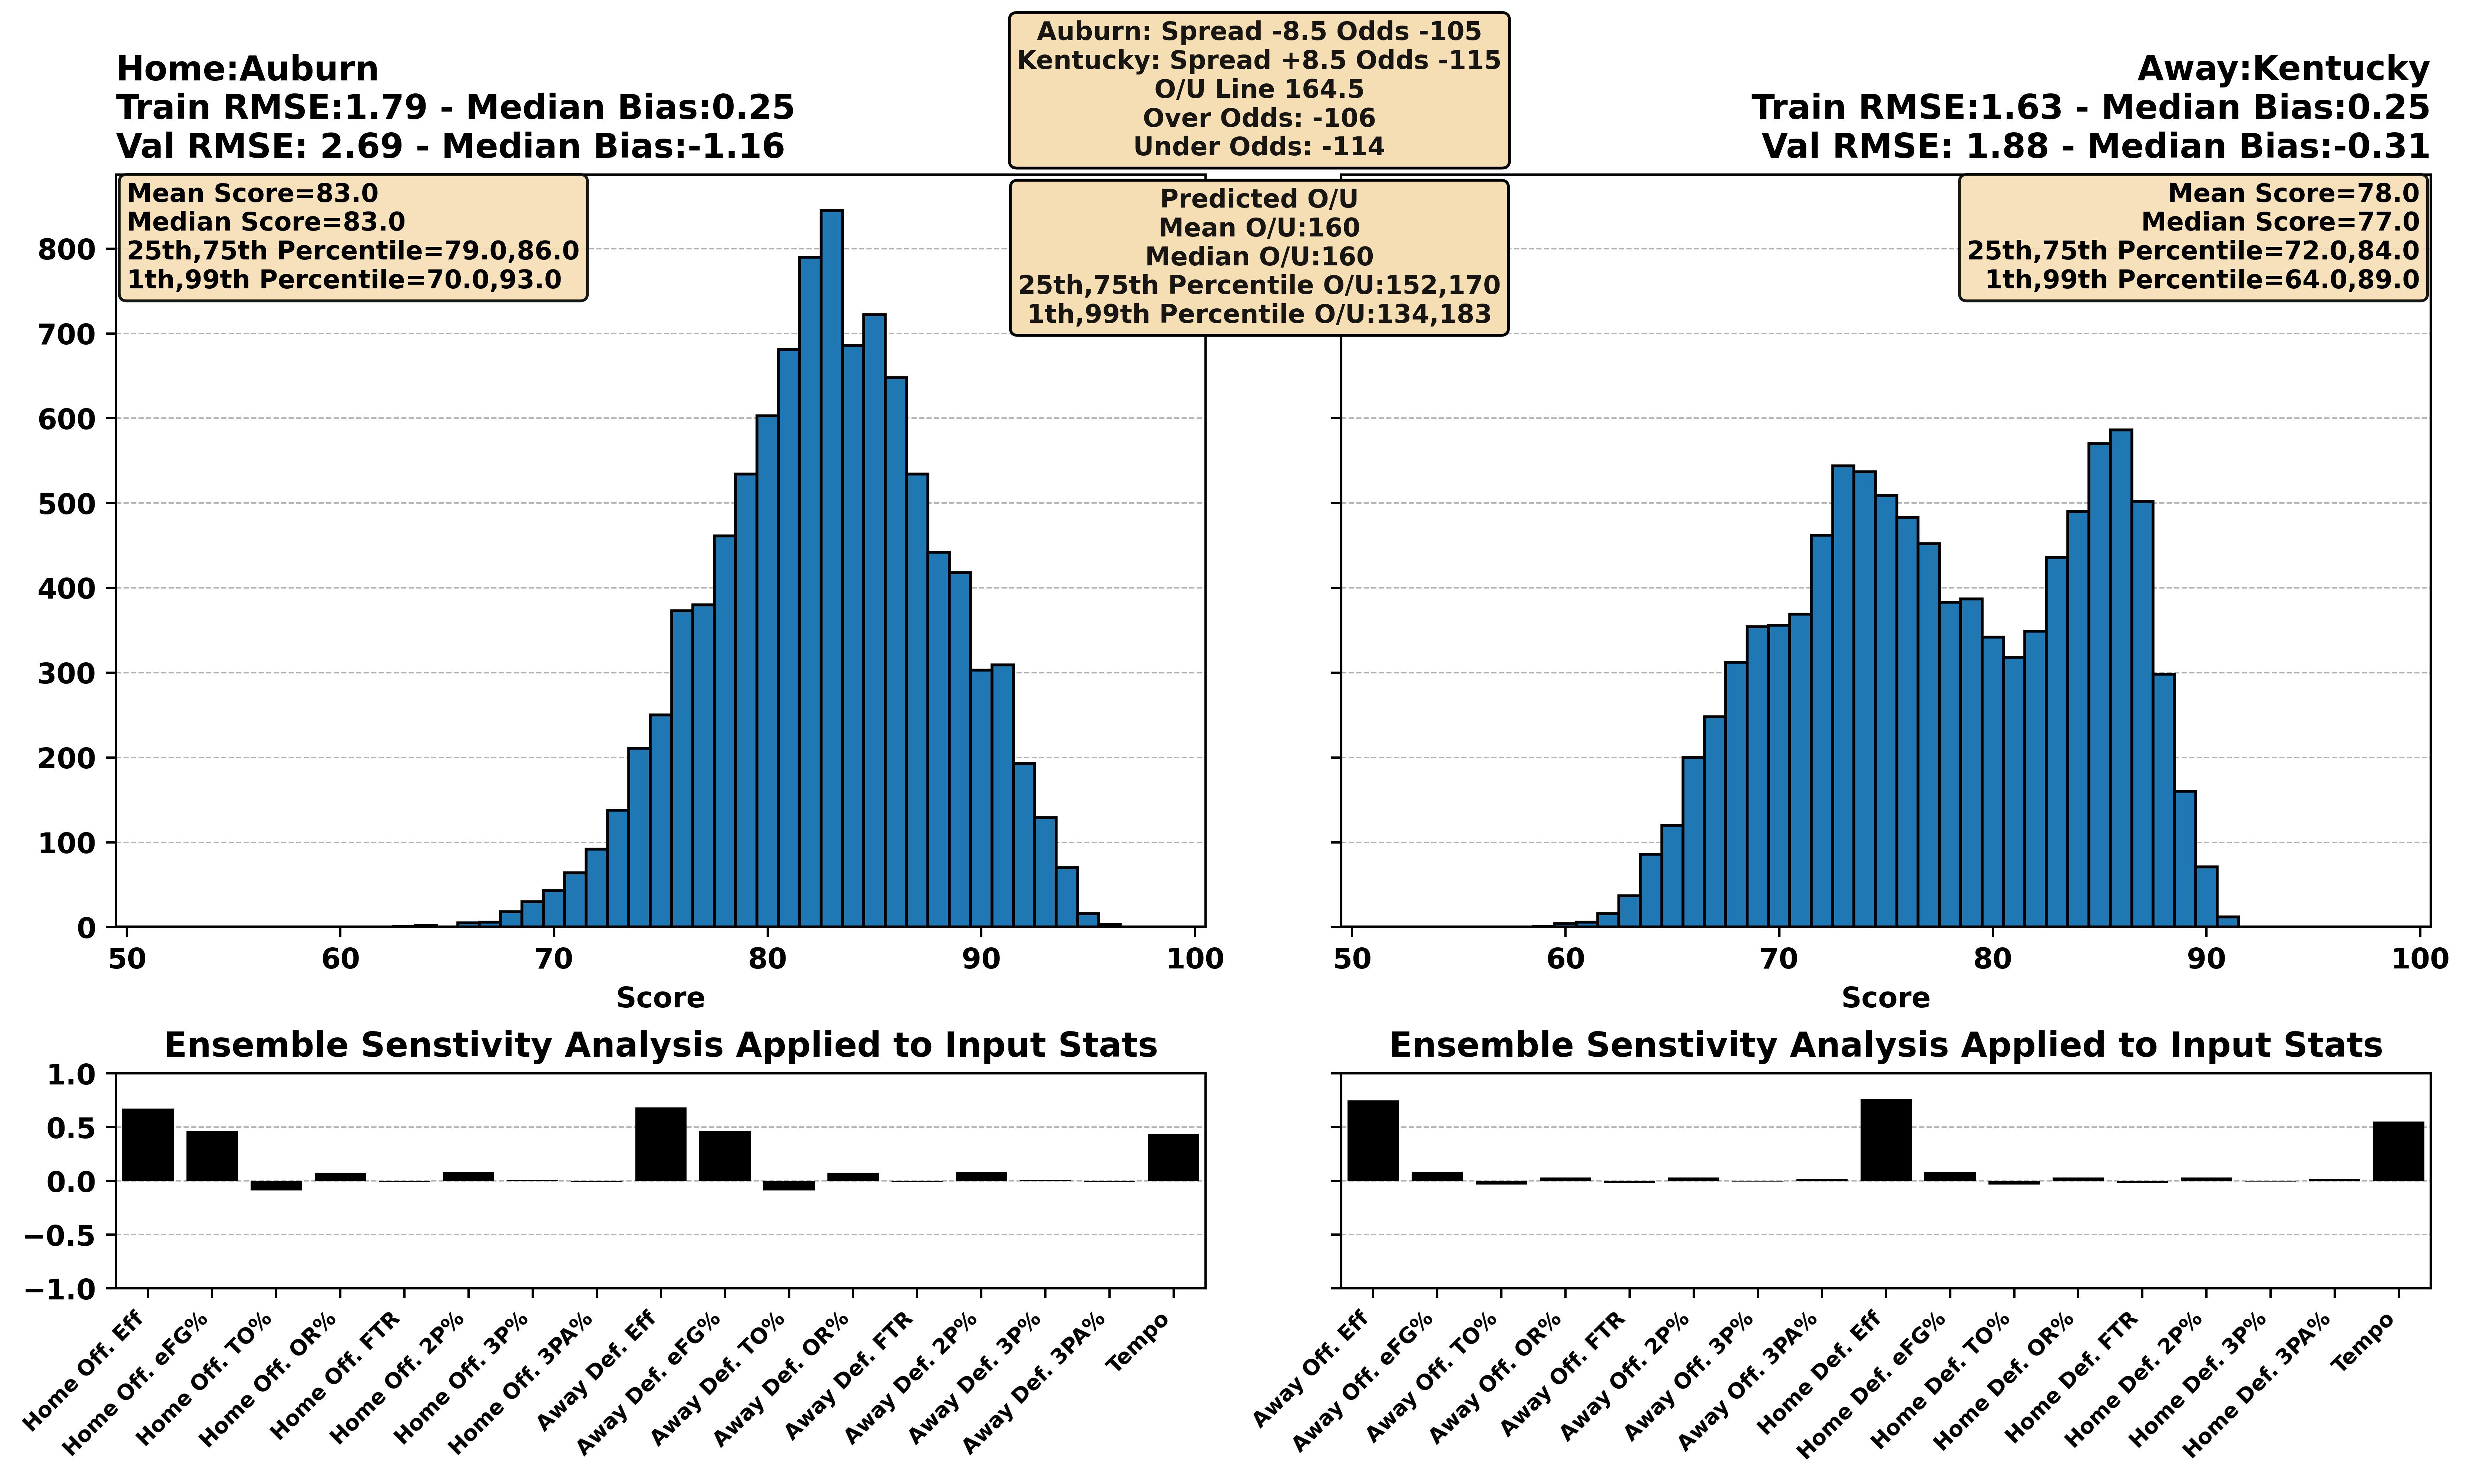 Auburn: Spread -8.5 Odds -105
Kentucky: Spread +8.5 Odds -115
O/U Line 164.5
Over Odds: -106
Under Odds: -114
Home:Auburn
Train RMSE:1.79 - Median Bias:0.25
Val RMSE: 2.69 - Median Bias:-1.16
Away:Kentucky
Train RMSE:1.63 - Median Bias:0.25
Val RMSE: 1.88 - Median Bias:-0.31
Mean Score=83.0
Median Score=83.0
25th,75th Percentile=79.0,86.0
1th,99th Percentile=70.0,93.0
Predicted O/U
Mean O/U:160
Median O/U:160
25th,75th Percentile O/U:152,170
1th,99th Percentile O/U:134,183
Mean Score=78.0
Median Score=77.0
25th,75th Percentile=72.0,84.0
1th,99th Percentile=64.0,89.0
800
700
600
500
400
300
200
100
0
50 60 70 80 90 100
Score
50 60 70 80 90 100
Score
Ensemble Senstivity Analysis Applied to Input Stats
1.0
0.5
0.0
−0.5
−1.0
Home Off. Eff
Home Off. eFG%
Home Off. TO%
Home Off. OR%
Home Off. FTR
Home Off. 2P%
Home Off. 3P%
Home Off. 3PA%
Away Def. Eff
Away Def. eFG%
Away Def. TO%
Away Def. OR%
Away Def. FTR
Away Def. 2P%
Away Def. 3P%
Away Def. 3PA%
Tempo
Ensemble Senstivity Analysis Applied to Input Stats
Away Off. Eff
Away Off. eFG%
Away Off. TO%
Away Off. OR%
Away Off. FTR
Away Off. 2P%
Away Off. 3P%
Away Off. 3PA%
Home Def. Eff
Home Def. eFG%
Home Def. TO%
Home Def. OR%
Home Def. FTR
Home Def. 2P%
Home Def. 3P%
Home Def. 3PA%
Tempo